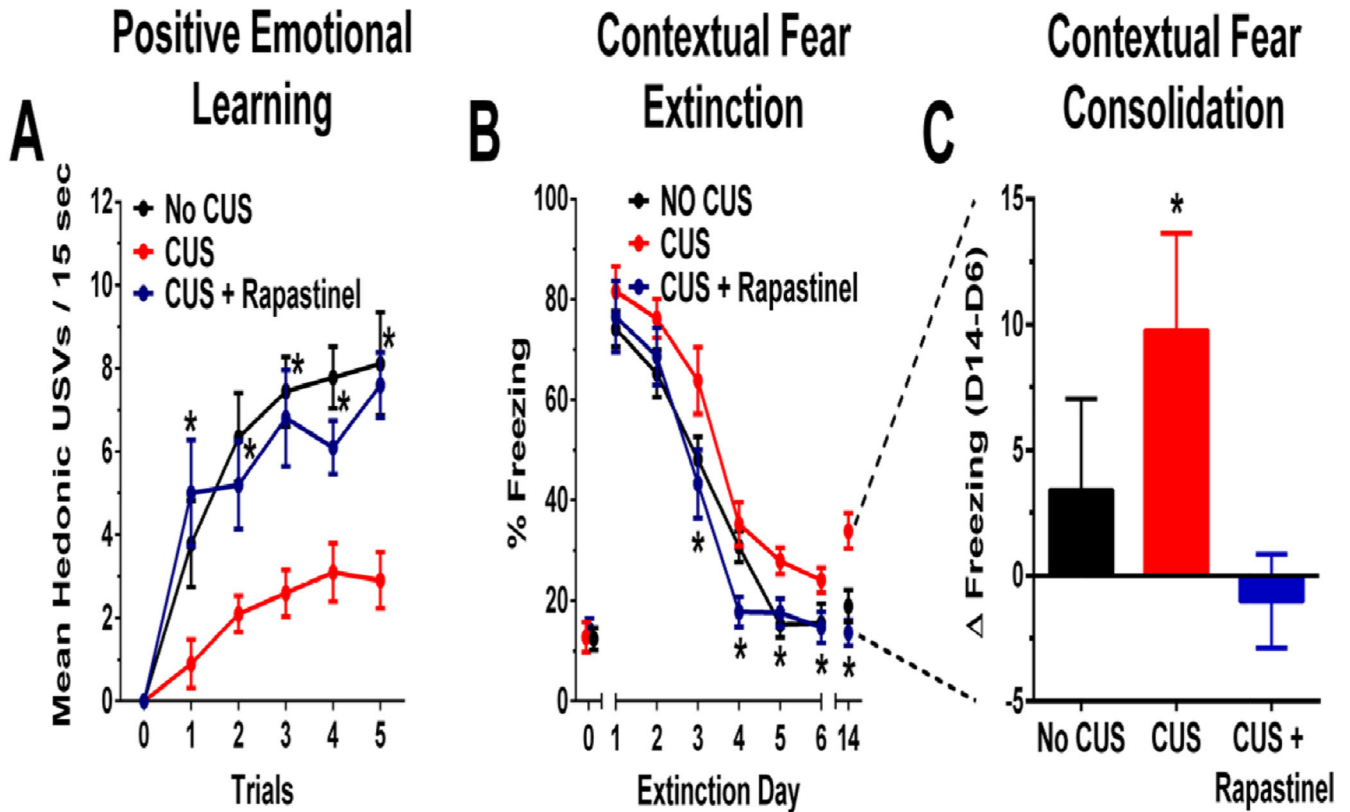 Positive Emotional
Learning
A
Mean Hedonic USVs / 15 sec
12
10
8
6
4
2
0
No CUS
CUS
CUS + Rapastinel
*
*
*
*
*
0 1 2 3 4 5
Trials
Contextual Fear
Extinction
B
% Freezing
100
80
60
40
20
0
NO CUS
CUS
CUS + Rapastinel
*
*
*
*
*
0 1 2 3 4 5 6 14
Extinction Day
Contextual Fear
Consolidation
C
Δ Freezing (D14-D6)
15
10
5
0
-5
*
No CUS CUS CUS +
Rapastinel